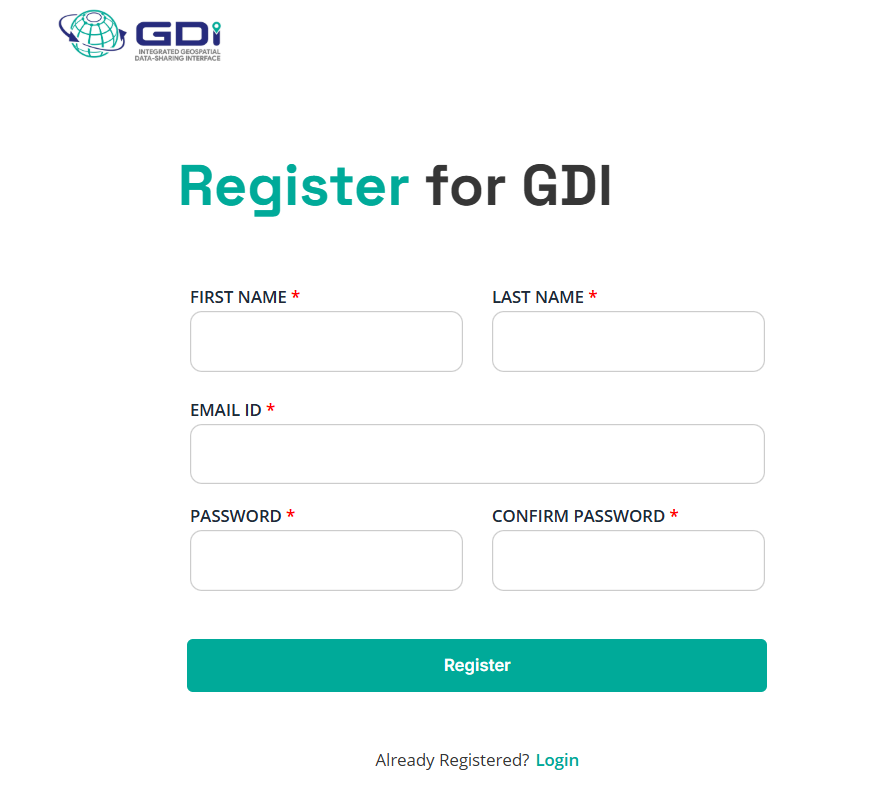 GDi
INTEGRATED GEOSPATIAL
DATA-SHARING INTERFACE
Register for GDI
FIRST NAME * LAST NAME *
EMAIL ID *
PASSWORD * CONFIRM PASSWORD *
Register
Already Registered? Login